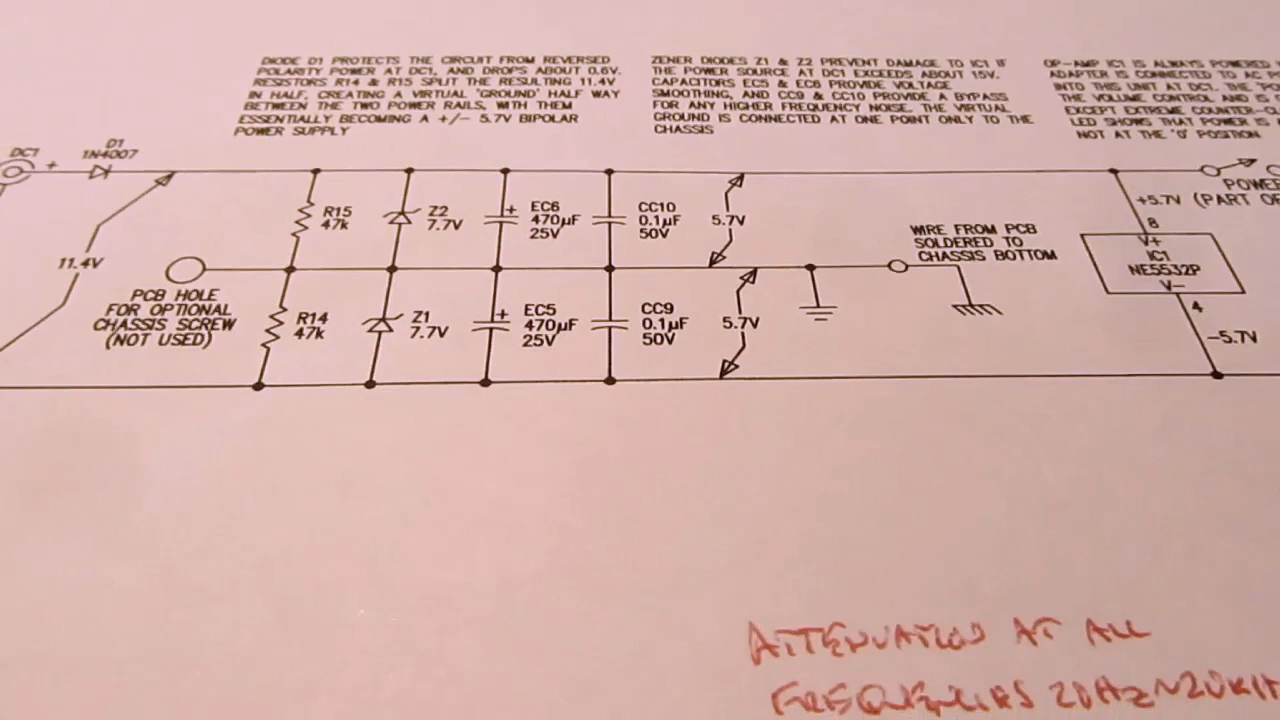 DIODE D1 PROTECTS THE CIRCUIT FROM REVERSED
POLARITY POWER AT DC1, AND DROPS ABOUT 0.6V.
RESISTORS R14 & R15 SPLIT THE RESULTING 11.4V
IN HALF, CREATING A VIRTUAL 'GROUND' HALF WAY
BETWEEN THE TWO POWER RAILS, WITH THEM
ESSENTIALLY BECOMING A +/- 5.7V BIPOLAR
POWER SUPPLY
ZENER DIODES Z1 & Z2 PREVENT DAMAGE TO IC1 IF
THE POWER SOURCE AT DC1 EXCEEDS ABOUT 15V.
CAPACITORS EC5 & EC6 PROVIDE VOLTAGE
SMOOTHING, AND CC9 & CC10 PROVIDE A BYPASS
FOR ANY HIGHER FREQUENCY NOISE. THE VIRTUAL
GROUND IS CONNECTED AT ONE POINT ONLY TO THE
CHASSIS
OP-AMP IC1 IS ALWAYS POWERED
ADAPTER IS CONNECTED TO AC
INTO THIS UNIT AT DC1. THE
THE VOLUME CONTROL AND IS
EXCEPT EXTREME
LED SHOWS THAT POWER IS
NOT AT THE '0' POSITION
DC1
+
D1
1N4007
11.4V
PCB HOLE
FOR OPTIONAL
CHASSIS SCREW
(NOT USED)
R15
47k
Z2
7.7V
+
EC6
470µF
25V
CC10
0.1µF
50V
5.7V
R14
47k
Z1
7.7V
+
EC5
470µF
25V
CC9
0.1µF
50V
5.7V
WIRE FROM PCB
SOLDERED TO
CHASSIS BOTTOM
POWER
+5.7V (PART OF
8
V+
IC1
NE5532P
V-
4
-5.7V
ATTENUATION AT ALL
FREQUENCIES 20Hz~20KH